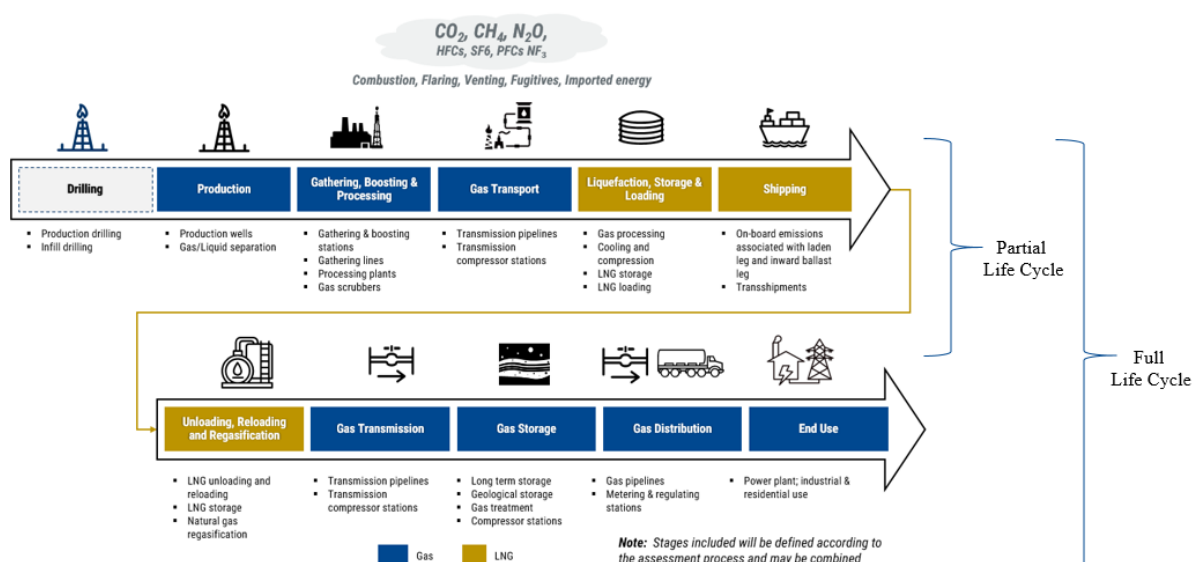 CO₂, CH₄, N₂O,
HFCs, SF6, PFCs NF₃
Combustion, Flaring, Venting, Fugitives, Imported energy
Drilling
Production
Gathering, Boosting &
Processing
Gas Transport
Liquefaction, Storage &
Loading
Shipping
▪ Production drilling
▪ Infill drilling
▪ Production wells
▪ Gas/Liquid separation
▪ Gathering & boosting
stations
▪ Gathering lines
▪ Processing plants
▪ Gas scrubbers
▪ Transmission pipelines
▪ Transmission
compressor stations
▪ Gas processing
▪ Cooling and
compression
▪ LNG storage
▪ LNG loading
▪ On-board emissions
associated with laden
leg and inward ballast
leg
▪ Transshipments
Partial
Life Cycle
Full
Life Cycle
Unloading, Reloading
and Regasification
Gas Transmission
Gas Storage
Gas Distribution
End Use
▪ LNG unloading and
reloading
▪ LNG storage
▪ Natural gas
regasification
▪ Transmission pipelines
▪ Transmission
compressor stations
▪ Long term storage
▪ Geological storage
▪ Gas treatment
▪ Compressor stations
▪ Gas pipelines
▪ Metering & regulating
stations
▪ Power plant; industrial &
residential use
Gas
LNG
Note: Stages included will be defined according to
the assessment process and may be combined